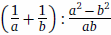 (1/a + 1/b) : (a² − b²)/(ab)